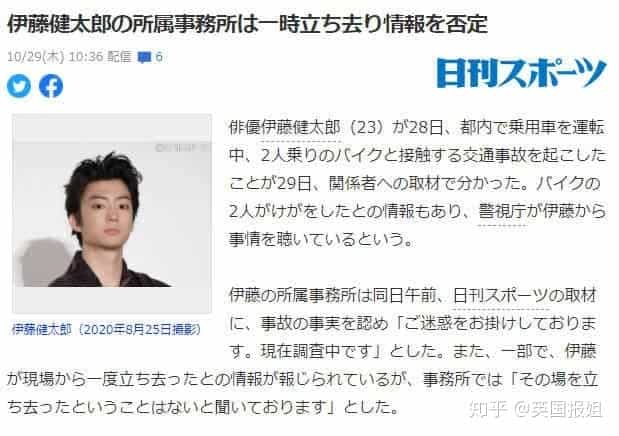 伊藤健太郎の所属事務所は一時立ち去り情報を否定
10/29(木) 10:36 配信 6
日刊スポーツ
俳優伊藤健太郎（23）が28日、都内で乗用車を運転
中、2人乗りのバイクと接触する交通事故を起こした
ことが29日、関係者への取材で分かった。バイクの
2人がけがをしたとの情報もあり、警視庁が伊藤から
事情を聴いているという。
伊藤健太郎（2020年8月25日撮影）
伊藤の所属事務所は同日午前、日刊スポーツの取材
に、事故の事実を認め「ご迷惑をお掛けしておりま
す。現在調査中です」とした。また、一部で、伊藤
が現場から一度立ち去ったとの情報が報じられているが、事務所では「その場を立
ち去ったということはないと聞いております」とした。
知乎 @英国报姐